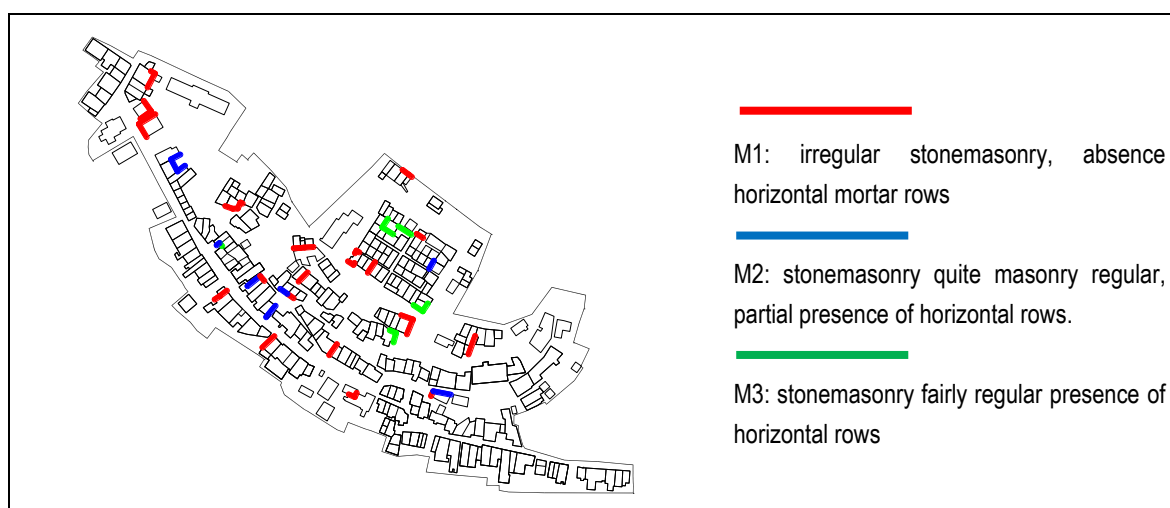 M1: irregular stonemasonry, absence
horizontal mortar rows
M2: stonemasonry quite masonry regular,
partial presence of horizontal rows.
M3: stonemasonry fairly regular presence of
horizontal rows